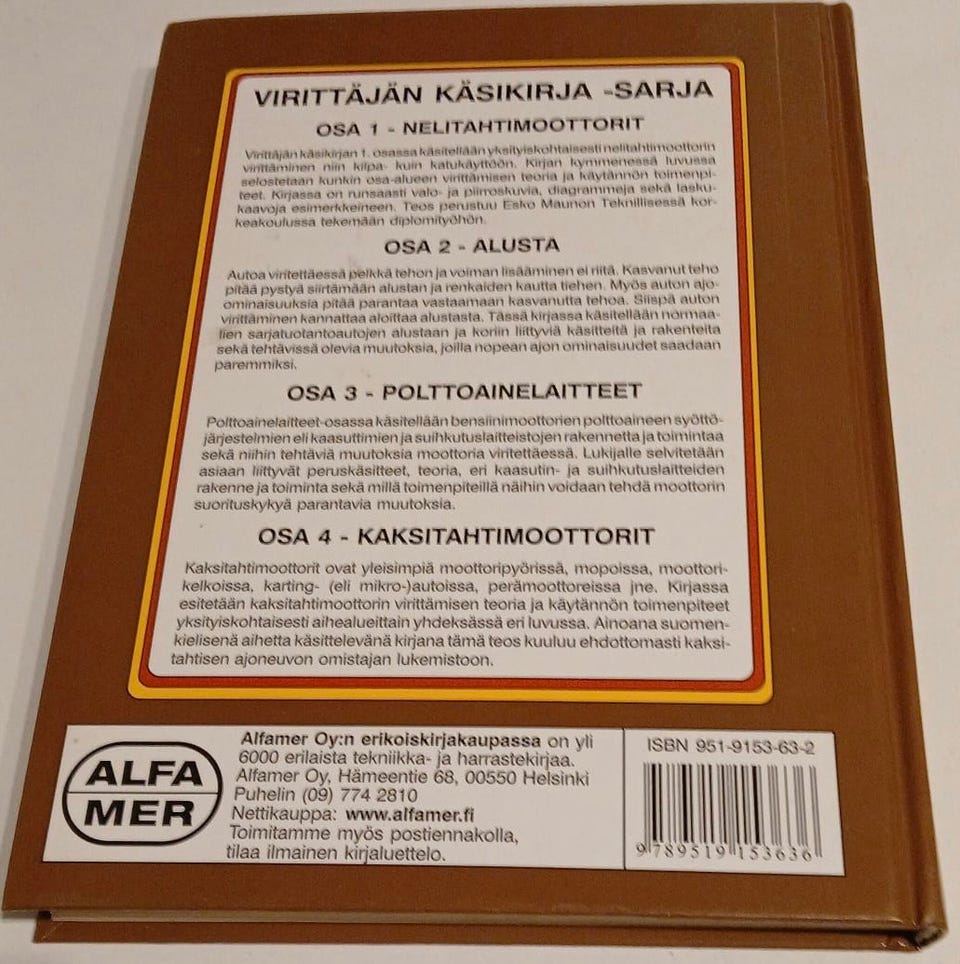 VIRITTÄJÄN KÄSIKIRJA -SARJA
OSA 1 - NELITAHTIMOOTTORIT
Virittäjän käsikirjan 1. osassa käsitellään yksityiskohtaisesti nelitahtimoottorin
virittäminen niin kilpa- kuin katukäyttöön. Kirjan kymmenessä luvussa
selostetaan kunkin osa-alueen virittämisen teoria ja käytännön toimenpi-
teet. Kirjassa on runsaasti valo- ja piirroskuvia, diagrammeja sekä lasku-
kaavoja esimerkkeineen. Teos perustuu Esko Maunon Teknillisessä kor-
keakoulussa tekemään diplomityöhön.
OSA 2 - ALUSTA
Autoa viritettäessä pelkkä tehon ja voiman lisääminen ei riitä. Kasvanut teho
pitää pystyä siirtämään alustan ja renkaiden kautta tiehen. Myös auton ajo-
ominaisuuksia pitää parantaa vastaamaan kasvanutta tehoa. Siispä auton
virittäminen kannattaa aloittaa alustasta. Tässä kirjassa käsitellään normaa-
lien sarjatuotantoautojen alustaan ja koriin liittyviä käsitteitä ja rakenteita
sekä tehtävissä olevia muutoksia, joilla nopean ajon ominaisuudet saadaan
paremmiksi.
OSA 3 - POLTTOAINELAITTEET
Polttoainelaitteet-osassa käsitellään bensiinimoottorien polttoaineen syöttö-
järjestelmien eli kaasuttimien ja suihkutuslaitteistojen rakennetta ja toimintaa
sekä niihin tehtäviä muutoksia moottoria viritettäessä. Lukijalle selvitetään
asiaan liittyvät peruskäsitteet, teoria, eri kaasutin- ja suihkutuslaitteiden
rakenne ja toiminta sekä millä toimenpiteillä näihin voidaan tehdä moottorin
suorituskykyä parantavia muutoksia.
OSA 4 - KAKSITAHTIMOOTTORIT
Kaksitahtimoottorit ovat yleisimpiä moottoripyörissä, mopoissa, moottori-
kelkoissa, karting- (eli mikro-)autoissa, perämoottoreissa jne. Kirjassa
esitetään kaksitahtimoottorin virittämisen teoria ja käytännön toimenpiteet
yksityiskohtaisesti aihealueittain yhdeksässä eri luvussa. Ainoana suomen-
kielisenä aihetta käsittelevänä kirjana tämä teos kuuluu ehdottomasti kaksi-
tahtisen ajoneuvon omistajan lukemistoon.
ALFA
MER
Alfamer Oy:n erikoiskirjakaupassa on yli
6000 erilaista tekniikka- ja harrastekirjaa.
Alfamer Oy, Hämeentie 68, 00550 Helsinki
Puhelin (09) 774 2810
Nettikauppa: www.alfamer.fi
Toimitamme myös postiennakolla,
tilaa ilmainen kirjaluettelo.
ISBN 951-9153-63-2
9 789519 153636